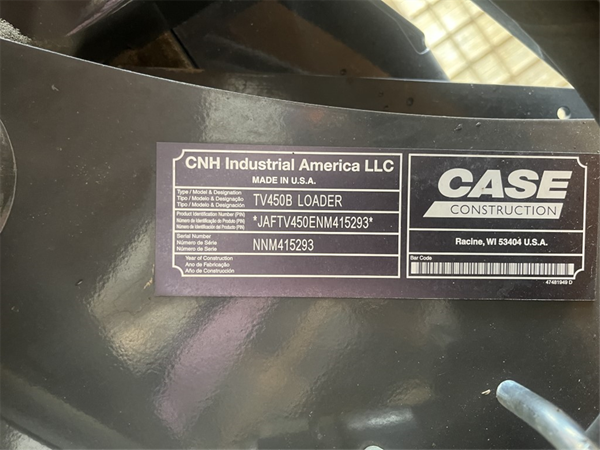 CNH Industrial America LLC
MADE IN U.S.A.
Type / Model & Designation
Tipo / Modelo & Designação
Tipo / Modelo & Designación
TV450B LOADER
Product Identification Number (PIN)
Número de Identificação do Produto (PIN)
Número de Identificación del Producto (PIN)
*JAFTV450ENM415293*
Serial Number
Número de Série
Número de Serie
NNM415293
Year of Construction
Ano de Fabricação
Año de Construcción
CASE
CONSTRUCTION
Racine, WI 53404 U.S.A.
Bar Code
47481949 D